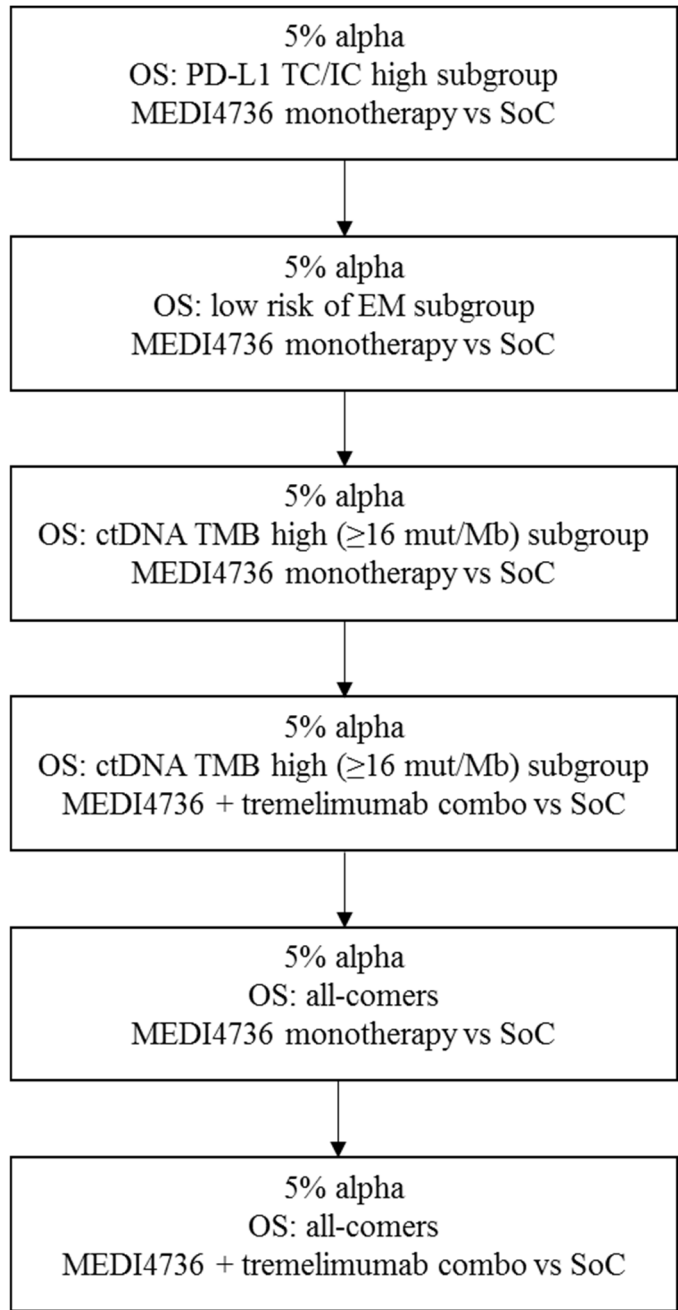 5% alpha
OS: PD-L1 TC/IC high subgroup
MEDI4736 monotherapy vs SoC
5% alpha
OS: low risk of EM subgroup
MEDI4736 monotherapy vs SoC
5% alpha
OS: ctDNA TMB high (≥16 mut/Mb) subgroup
MEDI4736 monotherapy vs SoC
5% alpha
OS: ctDNA TMB high (≥16 mut/Mb) subgroup
MEDI4736 + tremelimumab combo vs SoC
5% alpha
OS: all-comers
MEDI4736 monotherapy vs SoC
5% alpha
OS: all-comers
MEDI4736 + tremelimumab combo vs SoC